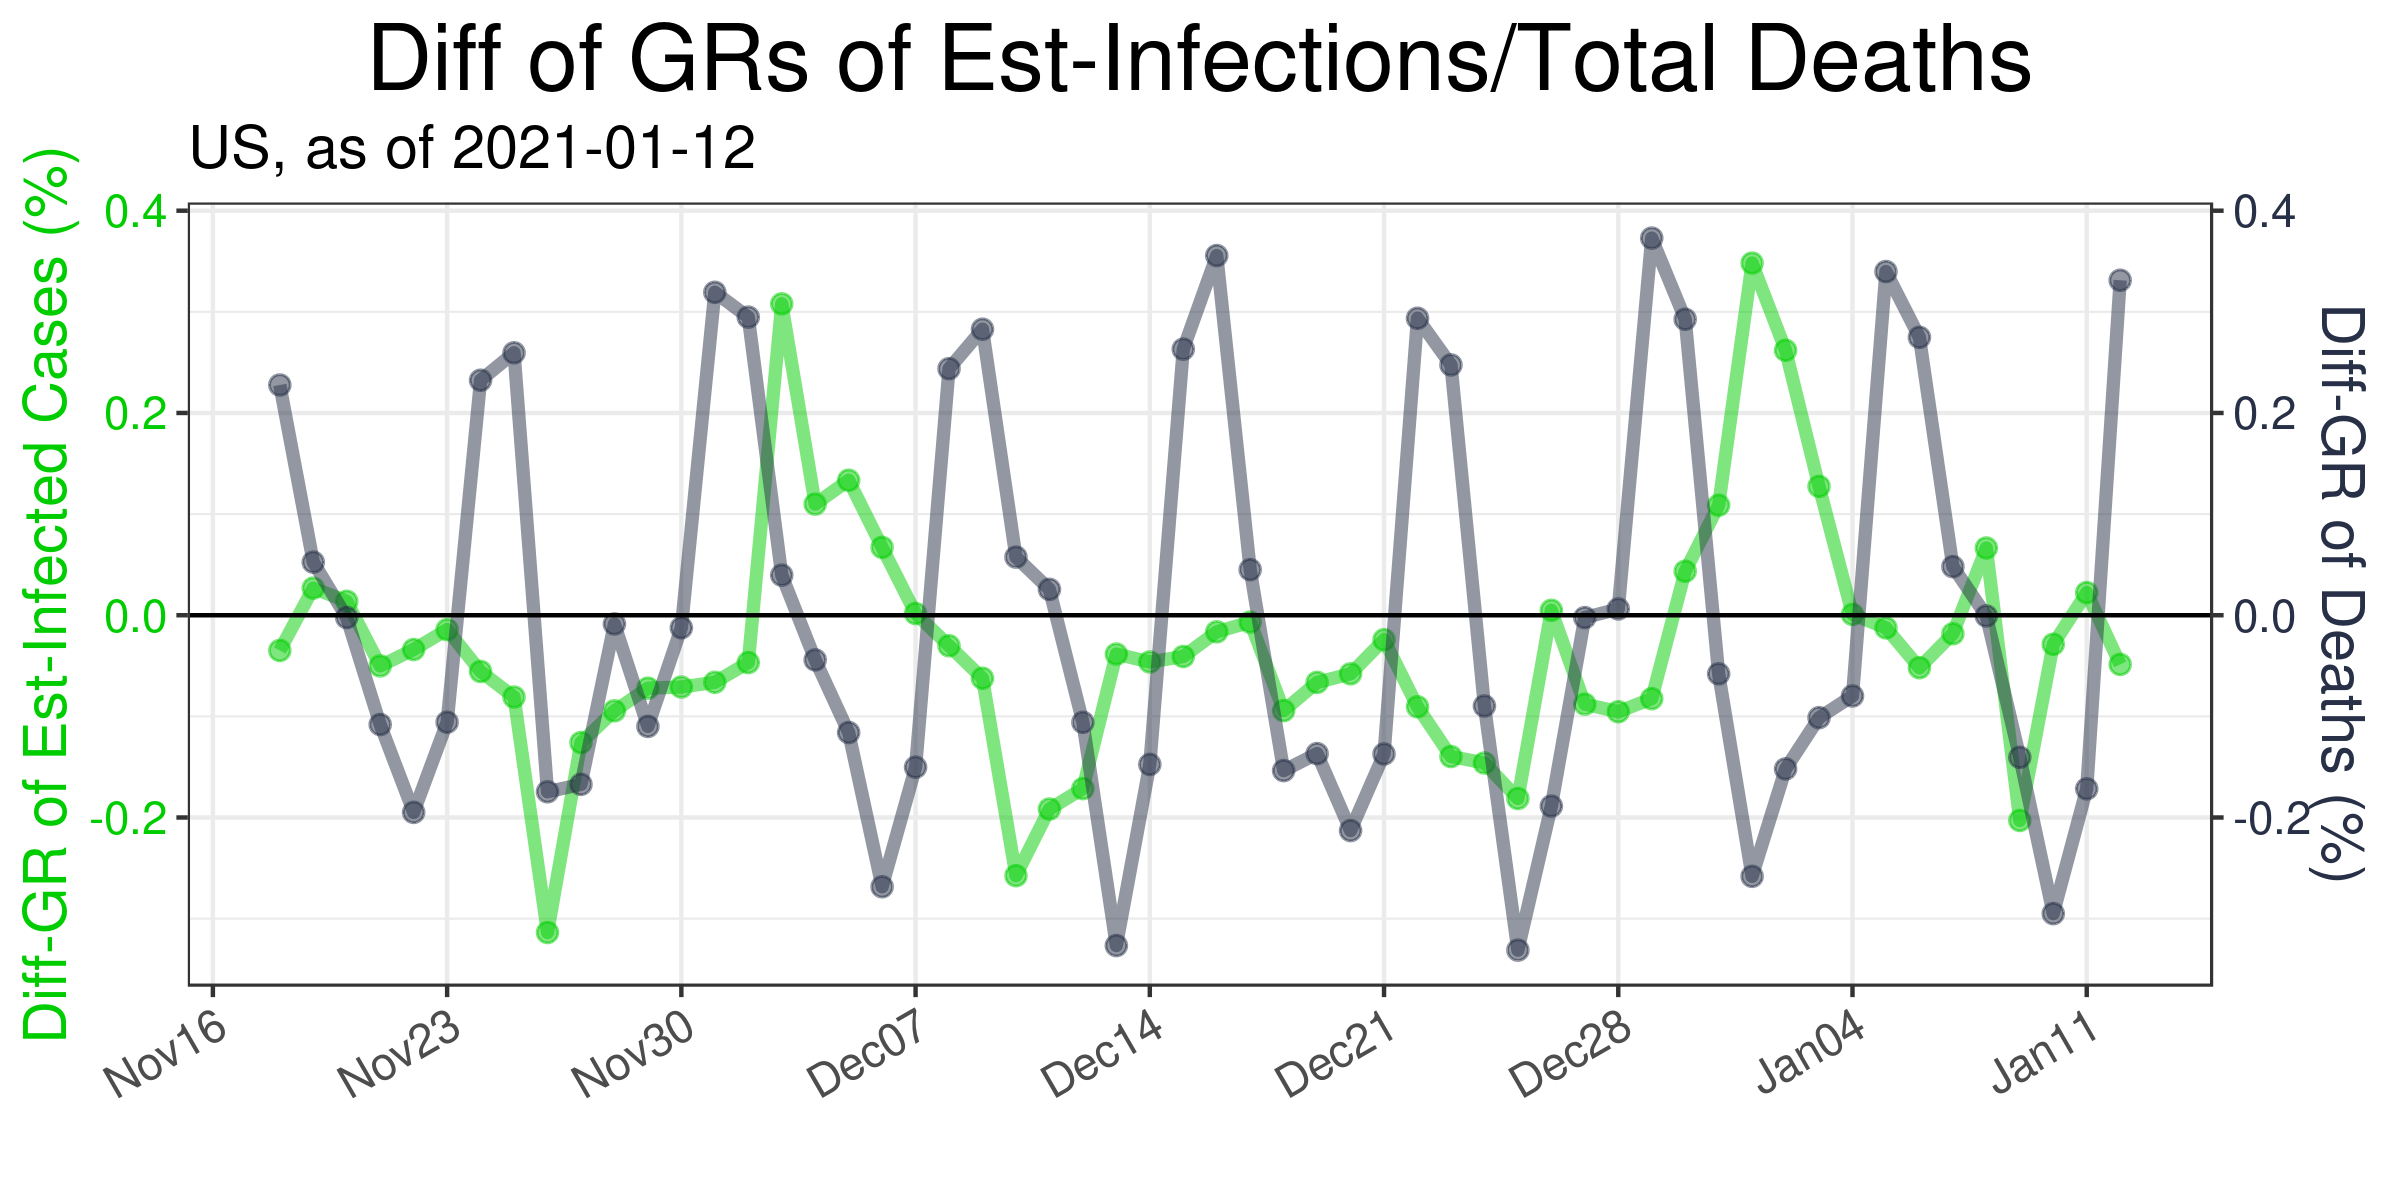 Diff of GRs of Est-Infections/Total Deaths
US, as of 2021-01-12
Diff-GR of Est-Infected Cases (%)
0.4
0.2
0.0
-0.2
0.4
0.2
0.0
-0.2
Diff-GR of Deaths (%)
Nov16
Nov23
Nov30
Dec07
Dec14
Dec21
Dec28
Jan04
Jan11